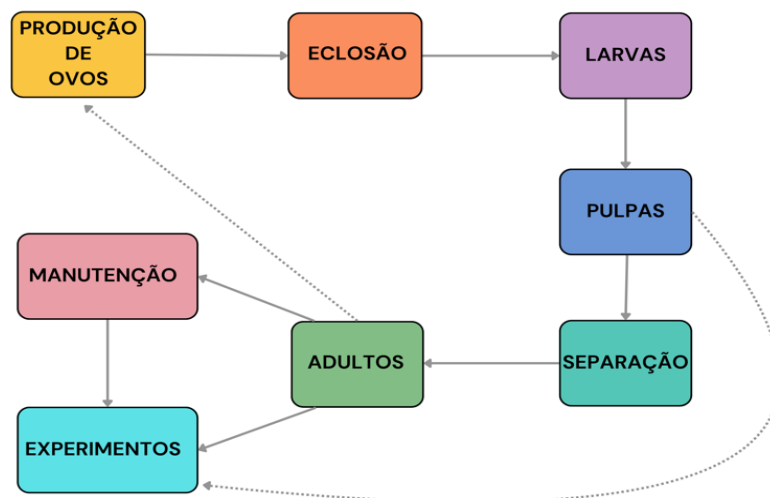 PRODUÇÃO
DE
OVOS
ECLOSÃO
LARVAS
PULPAS
MANUTENÇÃO
ADULTOS
SEPARAÇÃO
EXPERIMENTOS